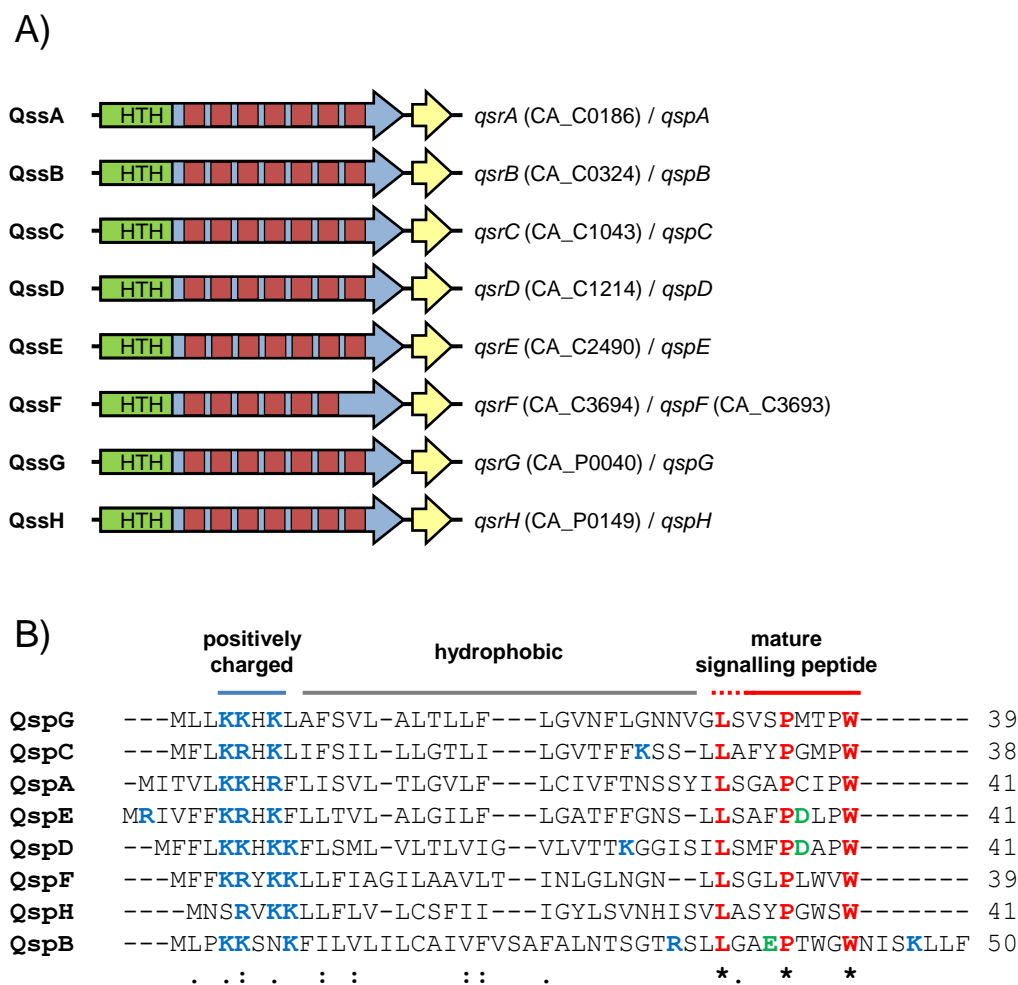 A)
QssA HTH qsrA (CA_C0186) / qspA
QssB HTH qsrB (CA_C0324) / qspB
QssC HTH qsrC (CA_C1043) / qspC
QssD HTH qsrD (CA_C1214) / qspD
QssE HTH qsrE (CA_C2490) / qspE
QssF HTH qsrF (CA_C3694) / qspF (CA_C3693)
QssG HTH qsrG (CA_P0040) / qspG
QssH HTH qsrH (CA_P0149) / qspH
B)
positively charged
hydrophobic
mature signalling peptide
QspG ---MLLKKHKLAFSVL-ALTLLF---LGVNFLGNNVGLSVSPMTPW------- 39
QspC ---MFLKRHKLIFSIL-LLGTLI---LGVTFFKSS-LLAFYPGMPW------- 38
QspA -MITVLKKHRFLISVL-TLGVLF---LCIVFTNSSYILSGAPCIPW------- 41
QspE MRIVFFKRHKFLLTVL-ALGILF---LGATFFGNS-LLSAFPDLPW------- 41
QspD --MFFLKKHKKFLSML-VLTLVIG--VLVTTKGGISILSMFPDAPW------- 41
QspF ---MFFKRYKKLLFIAGILAAVLT--INLGLNGN--LLSGLPLWVW------- 39
QspH ----MNSRVKKLLFLV-LCSFII---IGYLSVNHISVLASYPGWSW------- 41
QspB ---MLPKKSNKFILVLILCAIVFVSAFALNTSGTRSLLGAEPTWGWNISKLLF 50
. .: . : : :: . *. * *